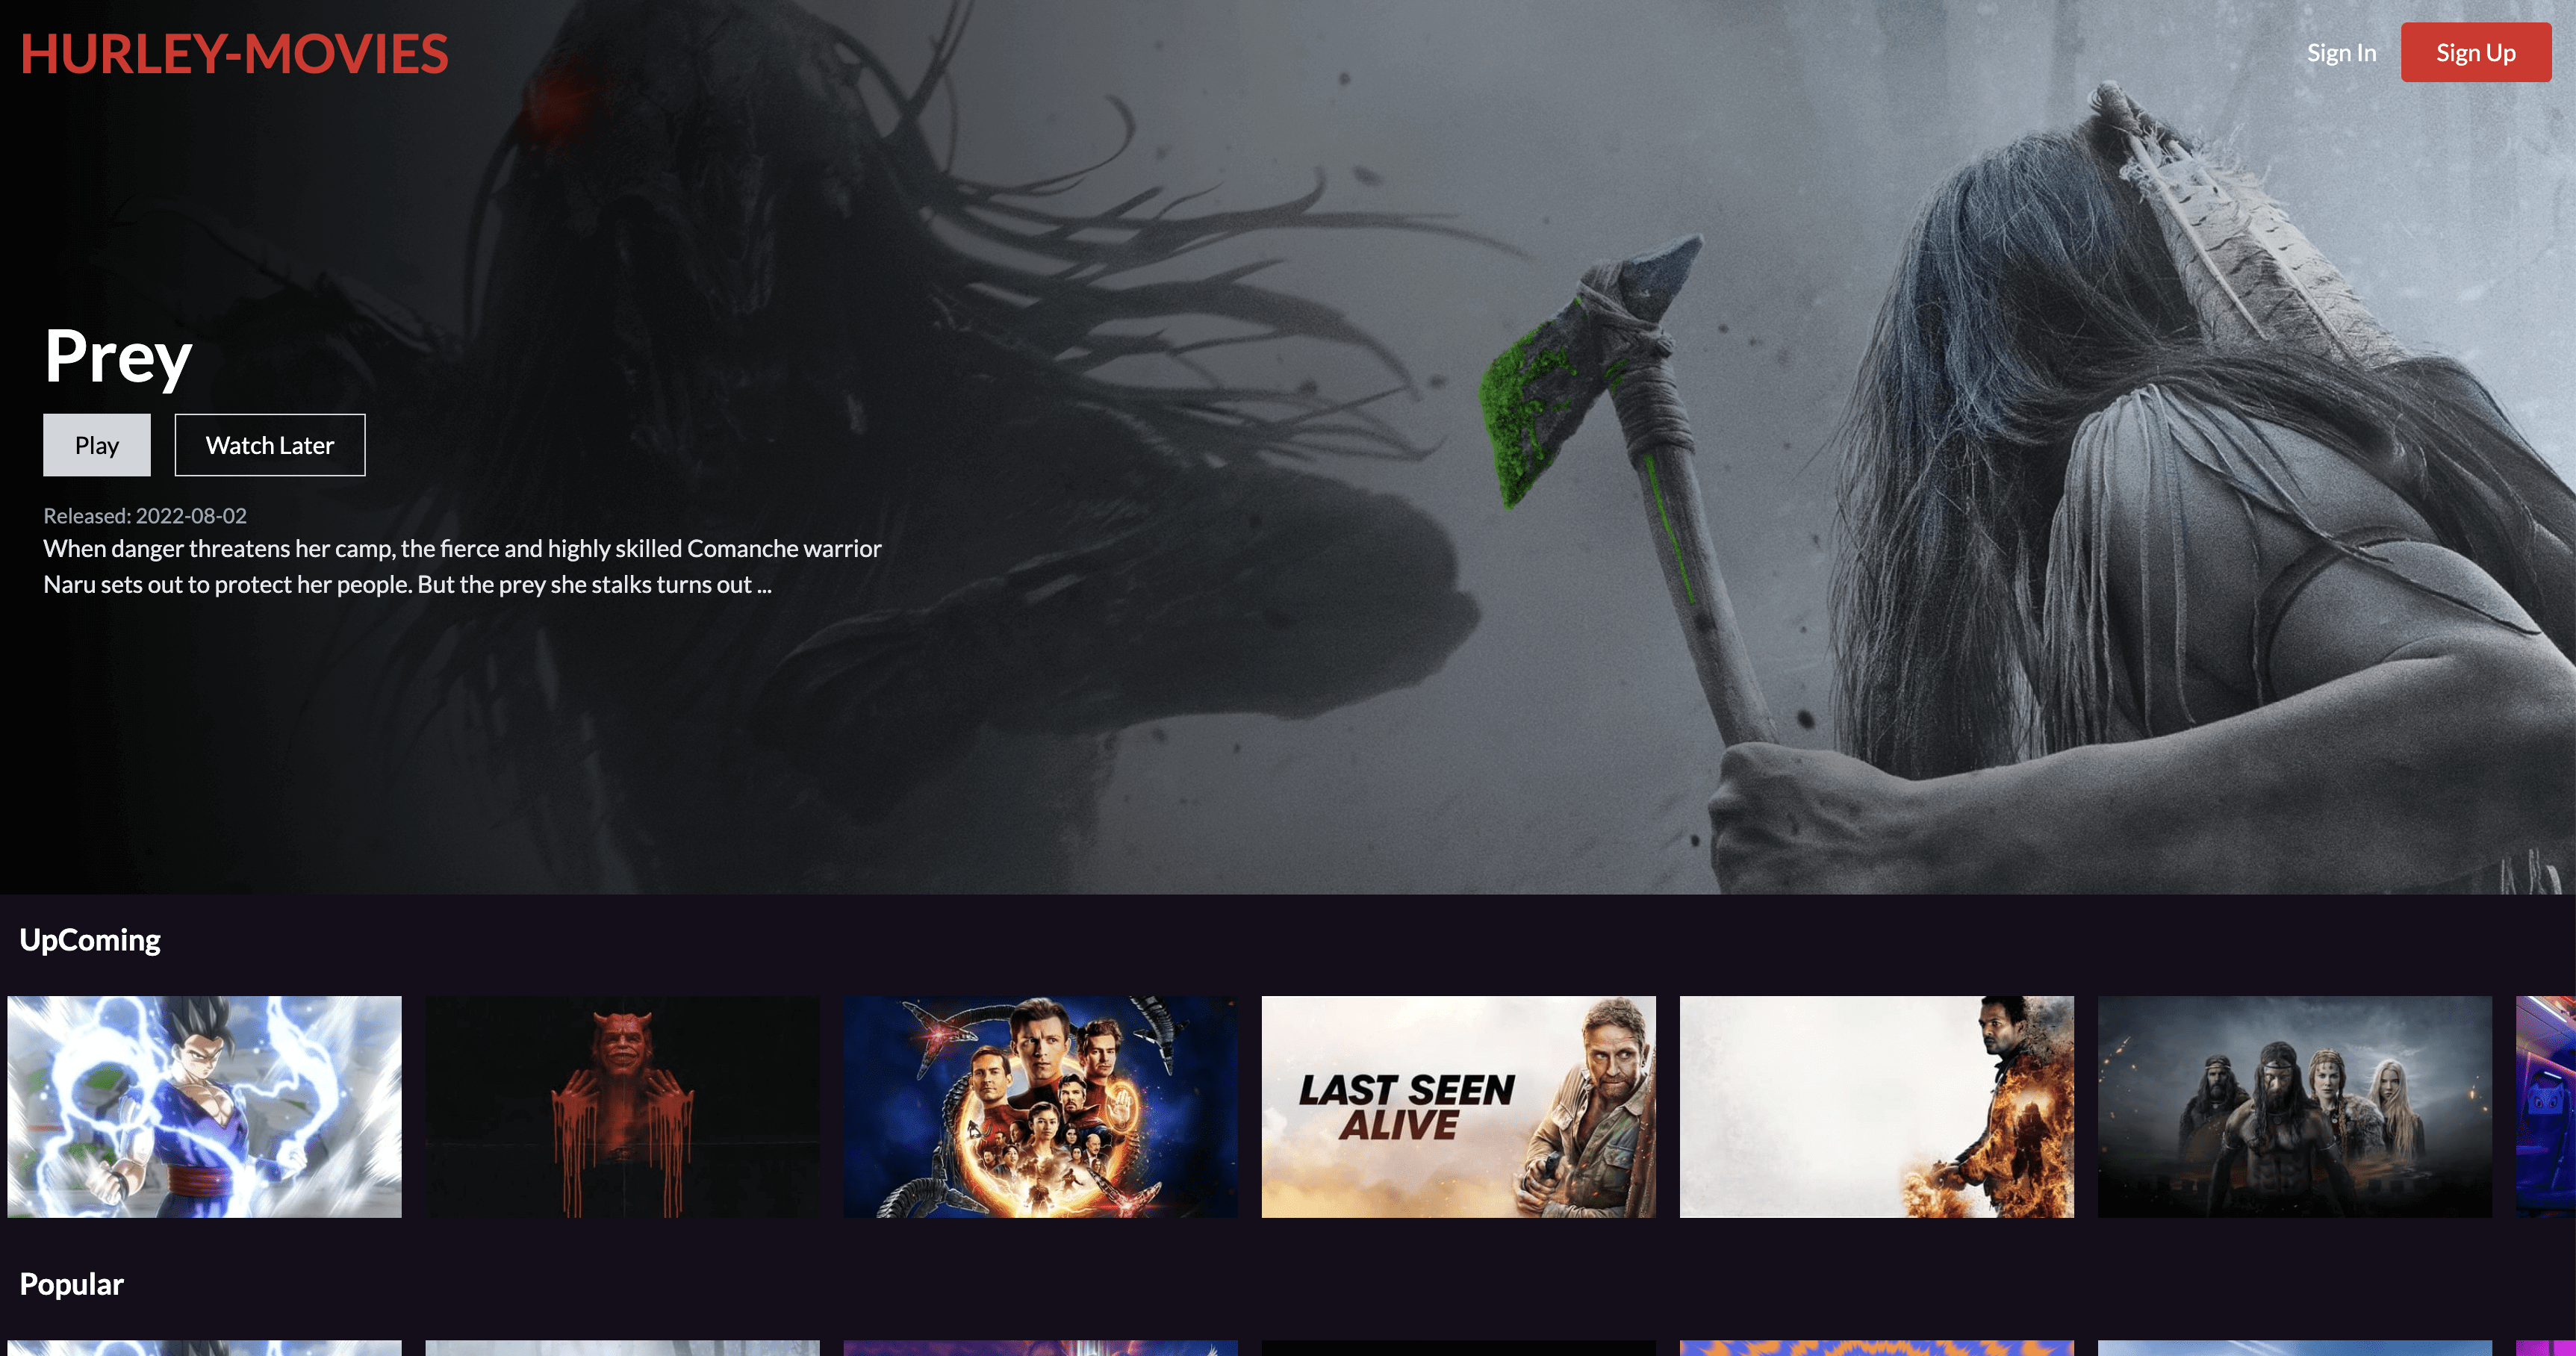 HURLEY-MOVIES
Sign In
Sign Up
Prey
Play
Watch Later
Released: 2022-08-02
When danger threatens her camp, the fierce and highly skilled Comanche warrior
Naru sets out to protect her people. But the prey she stalks turns out ...
UpComing
LAST SEEN
ALIVE
Popular